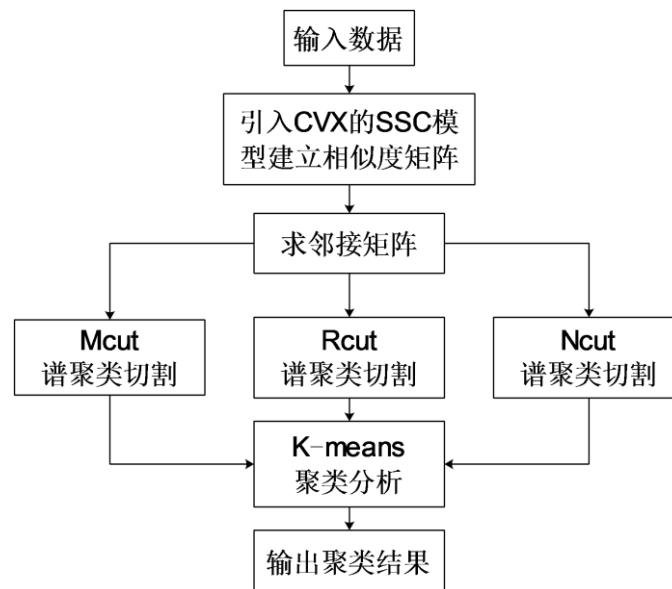 输入数据
引入CVX的SSC模
型建立相似度矩阵
求邻接矩阵
Mcut
谱聚类切割
Rcut
谱聚类切割
Ncut
谱聚类切割
K-means
聚类分析
输出聚类结果